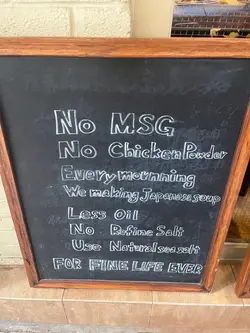 No MSG
No Chicken Powder
Every mornning
We making Japanese soup
Less Oil
No Refine Salt
Use Natural sea salt
FOR FINE LIFE EVER